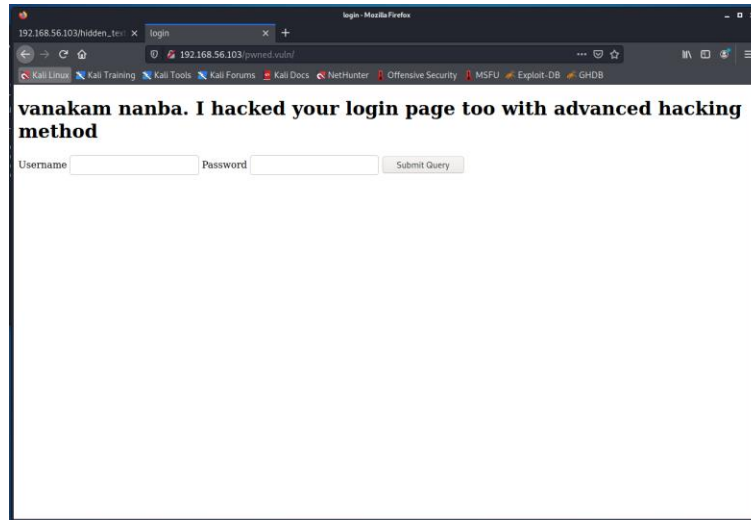 login - Mozilla Firefox
192.168.56.103/hidden_text login
192.168.56.103/pwned.vuln/
Kali Linux Kali Training Kali Tools Kali Forums Kali Docs NetHunter Offensive Security MSFU Exploit-DB GHDB
vanakam nanba. I hacked your login page too with advanced hacking
method
Username Password Submit Query